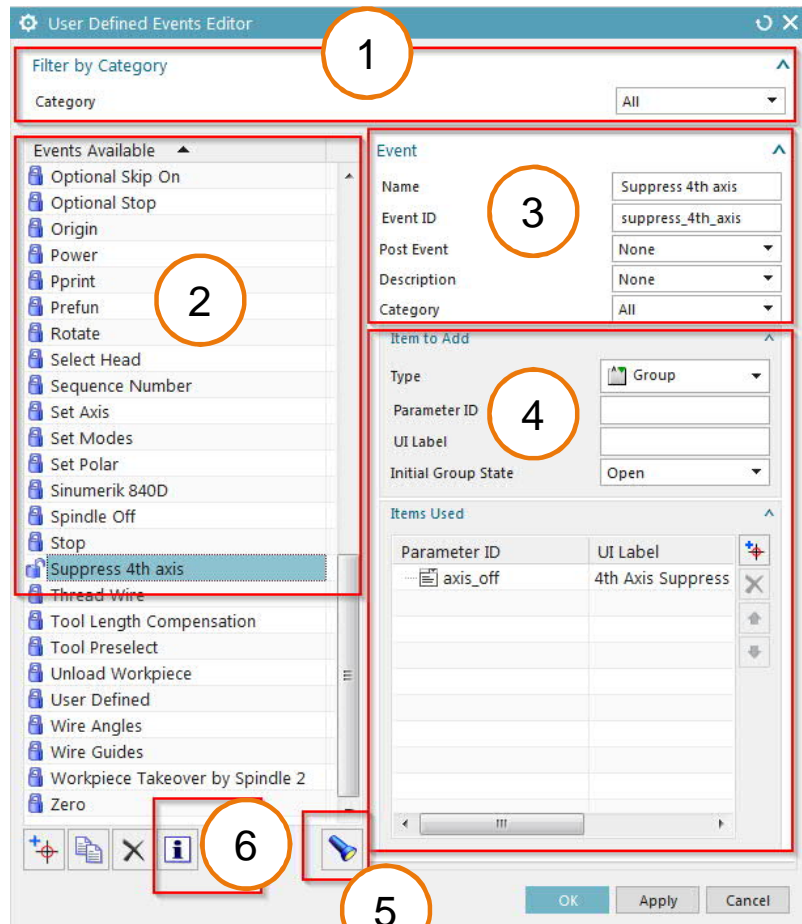 User Defined Events Editor
1
Filter by Category
Category
All
Events Available
Optional Skip On
Optional Stop
Origin
Power
Pprint
Prefun
Rotate
Select Head
Sequence Number
Set Axis
Set Modes
Set Polar
Sinumerik 840D
Spindle Off
Stop
Suppress 4th axis
Thread Wire
Tool Length Compensation
Tool Preselect
Unload Workpiece
User Defined
Wire Angles
Wire Guides
Workpiece Takeover by Spindle 2
Zero
2
Event
Name
Suppress 4th axis
Event ID
suppress_4th_axis
Post Event
None
Description
None
Category
All
3
Item to Add
Type
Group
Parameter ID
UI Label
Initial Group State
Open
4
Items Used
Parameter ID UI Label
axis_off 4th Axis Suppress
6
5
OK Apply Cancel